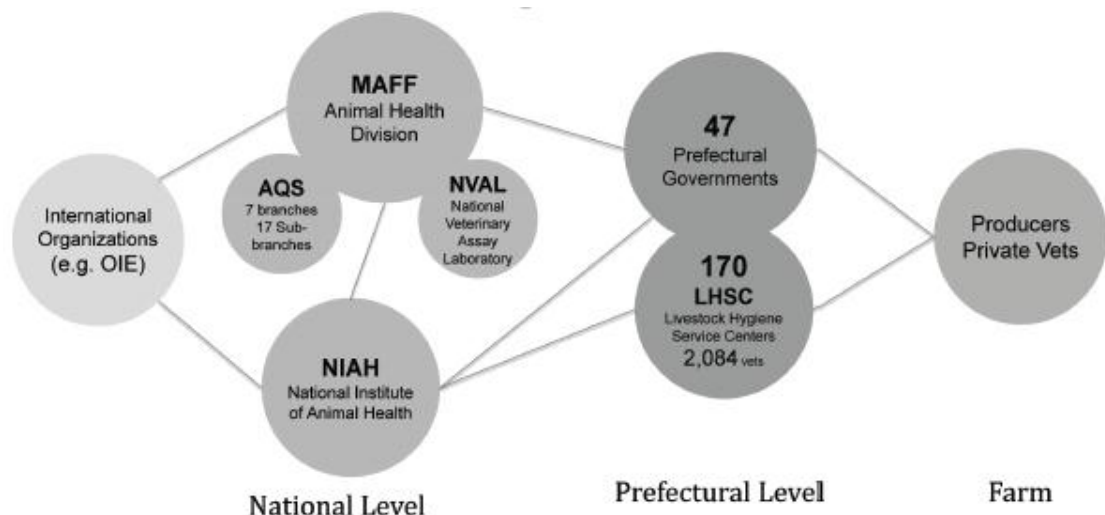 International
Organizations
(e.g. OIE)
MAFF
Animal Health
Division
AQS
7 branches
17 Sub-
branches
NVAL
National
Veterinary
Assay
Laboratory
NIAH
National Institute
of Animal Health
National Level
47
Prefectural
Governments
170
LHSC
Livestock Hygiene
Service Centers
2,084 vets
Prefectural Level
Producers
Private Vets
Farm